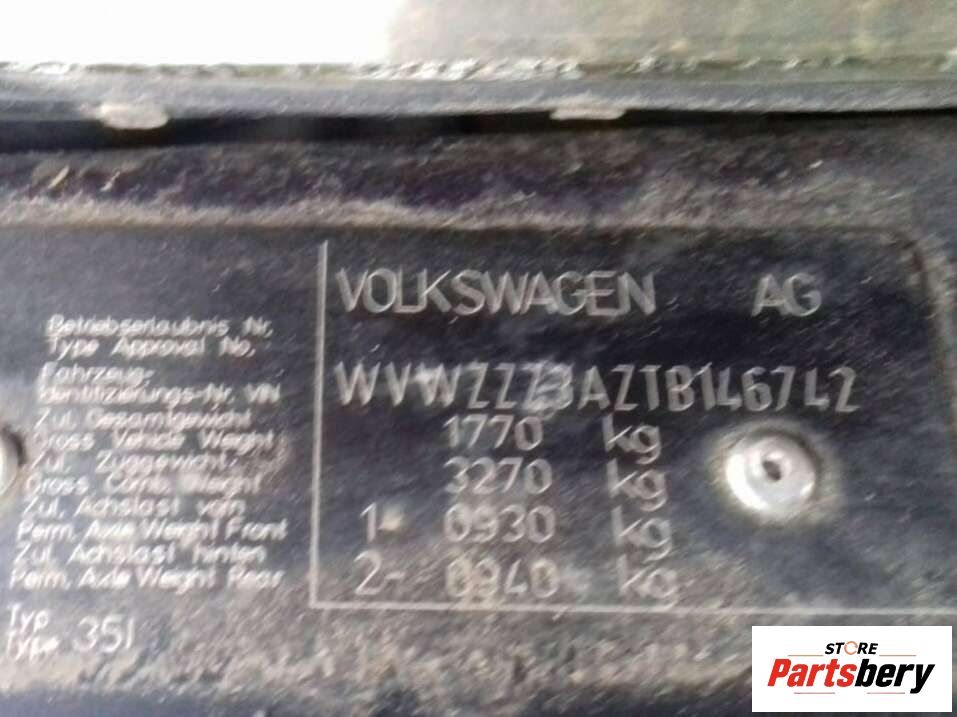 VOLKSWAGEN AG
Betriebserlaubnis Nr.
Type Approval No.
Fahrzeug-
Identifizierungs-Nr. VIN
WVWZZZ3AZTB146742
Zul. Gesamtgewicht
Gross Vehicle Weight
1770 kg
Zul. Zuggewicht
Gross Comb. Weight
3270 kg
Zul. Achslast vorn
Perm. Axle Weight Front
1- 0930 kg
Zul. Achslast hinten
Perm. Axle Weight Rear
2- 0940 kg
Typ
Type 35I
STORE
Partsbery